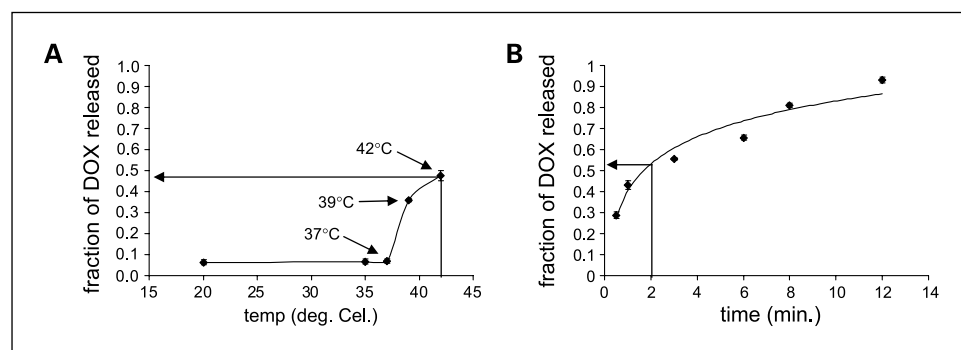 A
fraction of DOX released
1.0
0.9
0.8
0.7
0.6
0.5
0.4
0.3
0.2
0.1
0.0
42°C
39°C
37°C
15 20 25 30 35 40 45
temp (deg. Cel.)
B
fraction of DOX released
1
0.9
0.8
0.7
0.6
0.5
0.4
0.3
0.2
0.1
0
0 2 4 6 8 10 12 14
time (min.)